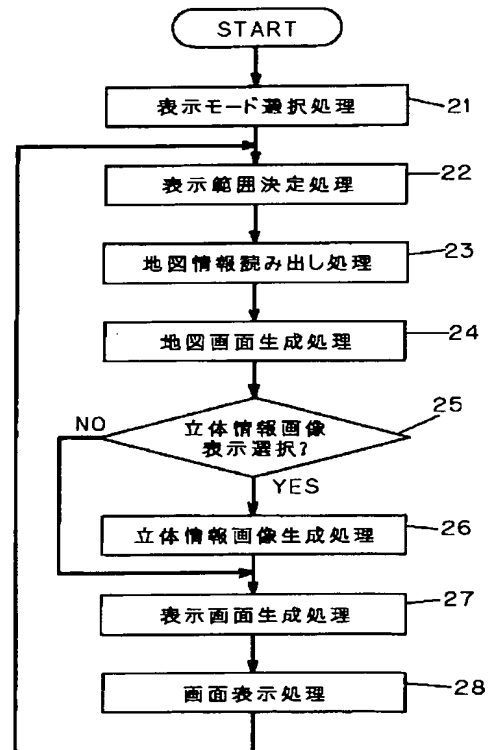 START
表示モード選択処理
21
表示範囲決定処理
22
地図情報読み出し処理
23
地図画面生成処理
24
立体情報画像
表示選択?
25
NO
YES
立体情報画像生成処理
26
表示画面生成処理
27
画面表示処理
28